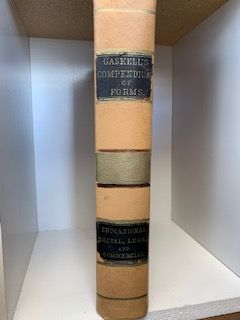 GASKELL'S
COMPENDIUM
OF
FORMS.
EDUCATIONAL
SOCIAL, LEGAL
AND
COMMERCIAL.